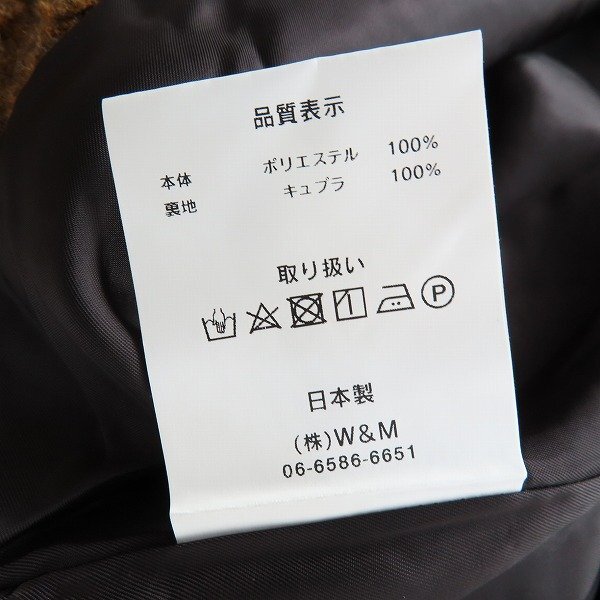 品質表示
本体 ポリエステル 100%
裏地 キュプラ 100%
取り扱い
P
日本製
(株)W&M
06-6586-6651